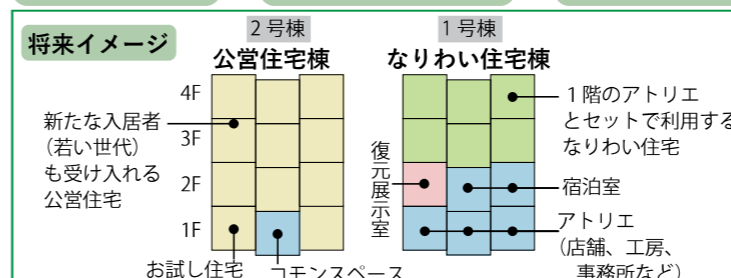 将来イメージ
2号棟
公営住宅棟
1号棟
なりわい住宅棟
4F
3F
2F
1F
新たな入居者
(若い世代)
も受け入れる
公営住宅
お試し住宅
コモンスペース
復元展示室
1階のアトリエ
とセットで利用する
なりわい住宅
宿泊室
アトリエ
(店舗、工房、
事務所など)